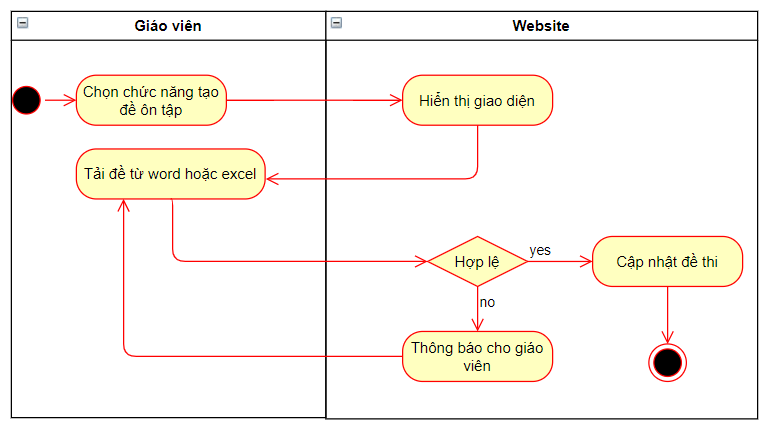 Giáo viên
Website
Chọn chức năng tạo
đề ôn tập
Hiển thị giao diện
Tải đề từ word hoặc excel
Hợp lệ
yes
Cập nhật đề thi
no
Thông báo cho giáo
viên